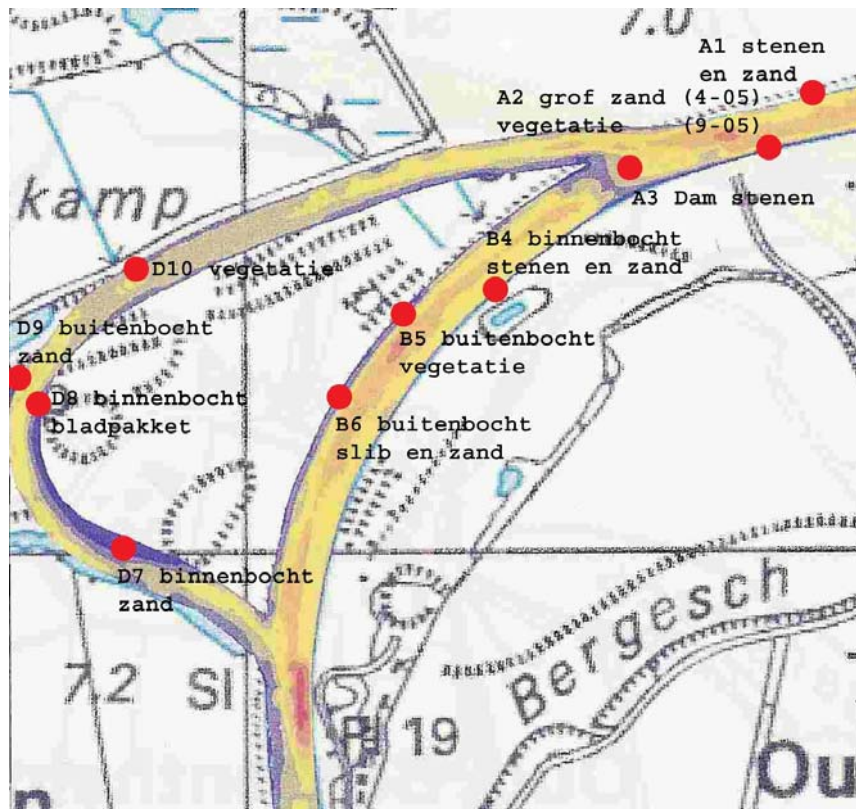 7.0
A1 stenen
en zand
A2 grof zand (4-05)
vegetatie (9-05)
A3 Dam stenen
kamp
B4 binnenbocht
stenen en zand
D10 vegetatie
D9 buitenbocht
zand
B5 buitenbocht
vegetatie
D8 binnenbocht
bladpakket
B6 buitenbocht
slib en zand
D7 binnenbocht
zand
Bergesch
7.2
Sl
19
Ou
n